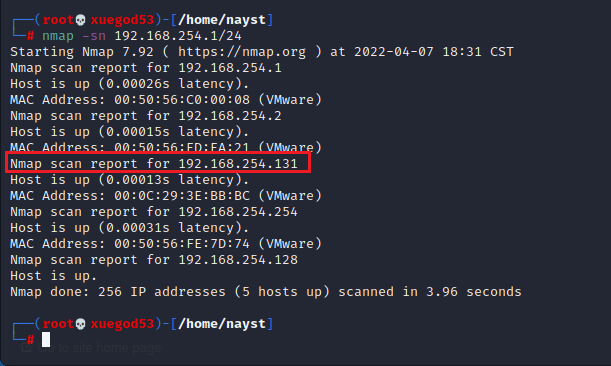 ┌──(root💀xuegod53)-[/home/nayst]
└─# nmap -sn 192.168.254.1/24
Starting Nmap 7.92 ( https://nmap.org ) at 2022-04-07 18:31 CST
Nmap scan report for 192.168.254.1
Host is up (0.00026s latency).
MAC Address: 00:50:56:C0:00:08 (VMware)
Nmap scan report for 192.168.254.2
Host is up (0.00015s latency).
MAC Address: 00:50:56:ED:EA:21 (VMware)
Nmap scan report for 192.168.254.131
Host is up (0.00013s latency).
MAC Address: 00:0C:29:3E:BB:BC (VMware)
Nmap scan report for 192.168.254.254
Host is up (0.00031s latency).
MAC Address: 00:50:56:FE:7D:74 (VMware)
Nmap scan report for 192.168.254.128
Host is up.
Nmap done: 256 IP addresses (5 hosts up) scanned in 3.96 seconds
┌──(root💀xuegod53)-[/home/nayst]
└─#
to site home page